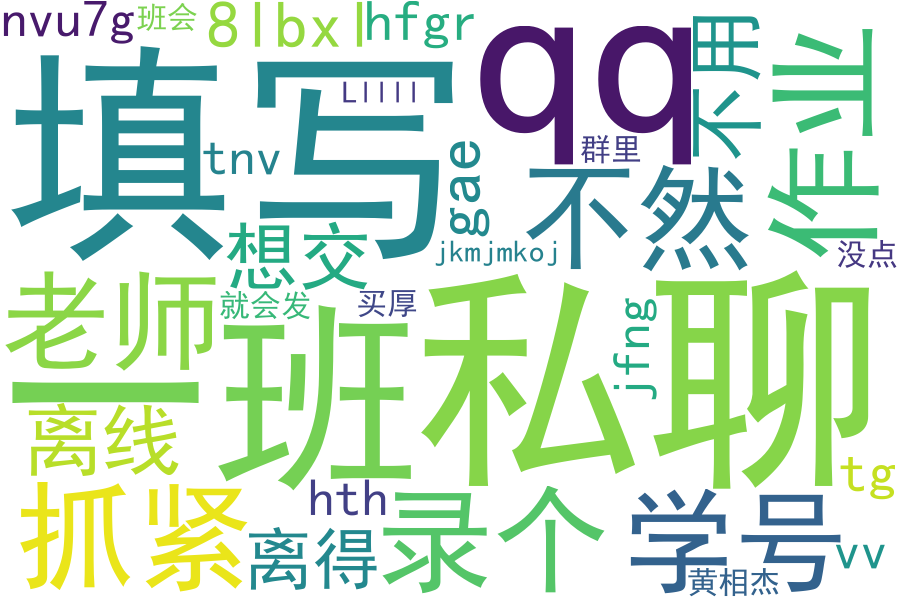 nvu7g
班会
8lbxl
hfgr
qq
不用
作业
填写
Lllll
tnv
gae
群里
不然
想交
jkmjmkoj
没点
老师
就会发
买厚
一班
私聊
jfng
离线
tg
抓紧
hth
录个
学号
离得
vv
黄相杰